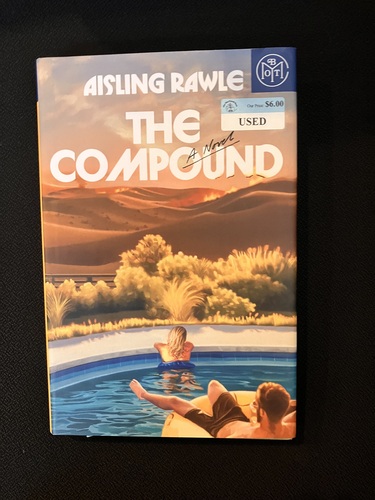 AISLING RAWLE
BOTM
Our Price $6.00
USED
THE
A Novel
COMPOUND